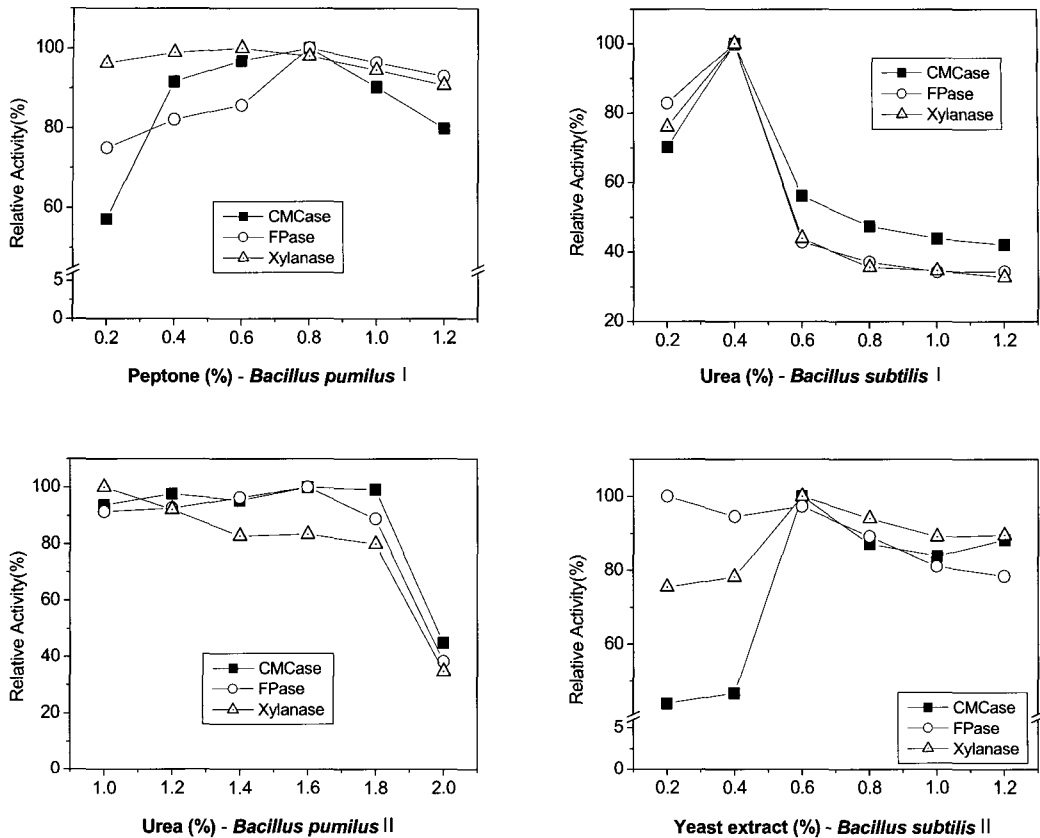 Relative Activity(%)
100
80
60
5
0
CMCase
FPase
Xylanase
0.2 0.4 0.6 0.8 1.0 1.2
Peptone (%) - Bacillus pumilus Ⅰ
Relative Activity(%)
100
80
60
40
20
CMCase
FPase
Xylanase
0.2 0.4 0.6 0.8 1.0 1.2
Urea (%) - Bacillus subtilis Ⅰ
Relative Activity(%)
100
80
60
40
80
0
CMCase
FPase
Xylanase
1.0 1.2 1.4 1.6 1.8 2.0
Urea (%) - Bacillus pumilus Ⅱ
Relative Activity(%)
100
80
60
5
0
CMCase
FPase
Xylanase
0.2 0.4 0.6 0.8 1.0 1.2
Yeast extract (%) - Bacillus subtilis Ⅱ